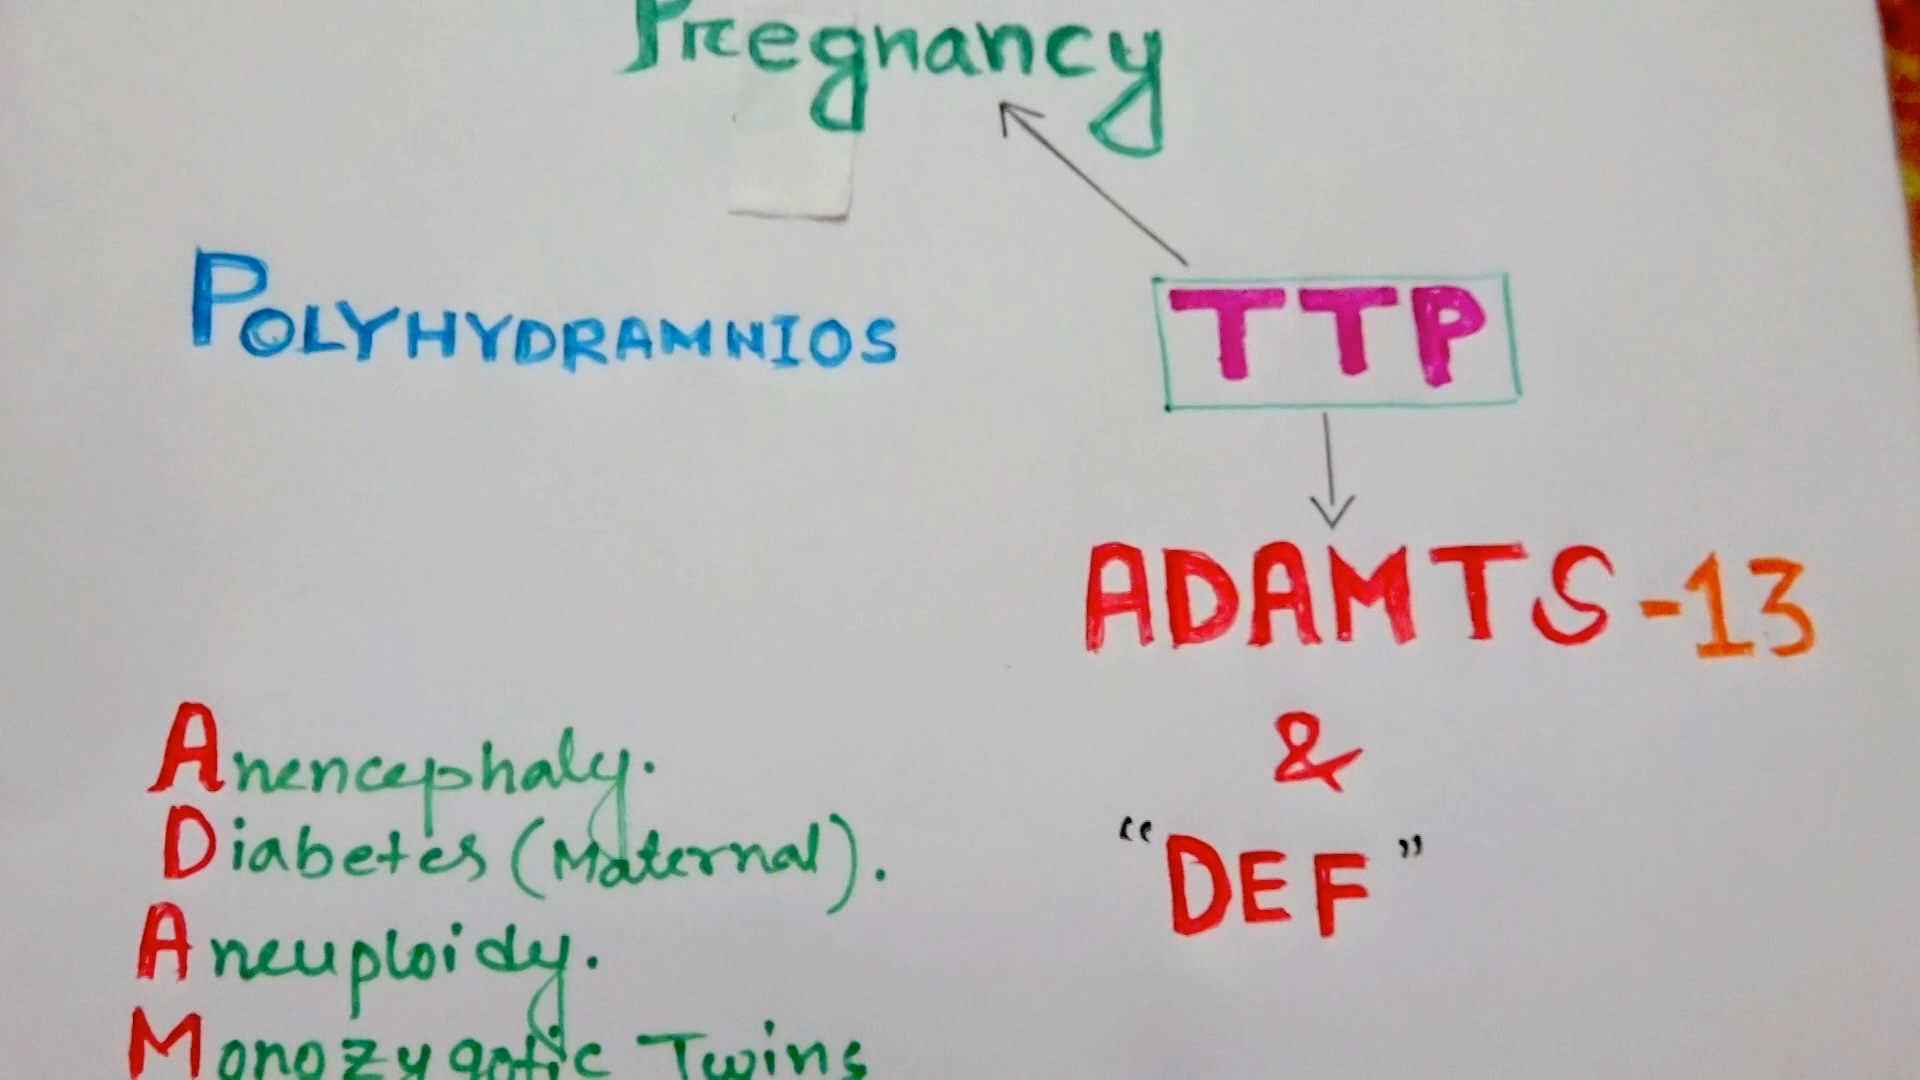 Pregnancy
POLYHYDRAMNIOS
TTP
ADAMTS-13
&
"DEF"
Anencephaly.
Diabetes (Maternal).
Aneuploidy.
Monozygotic Twins